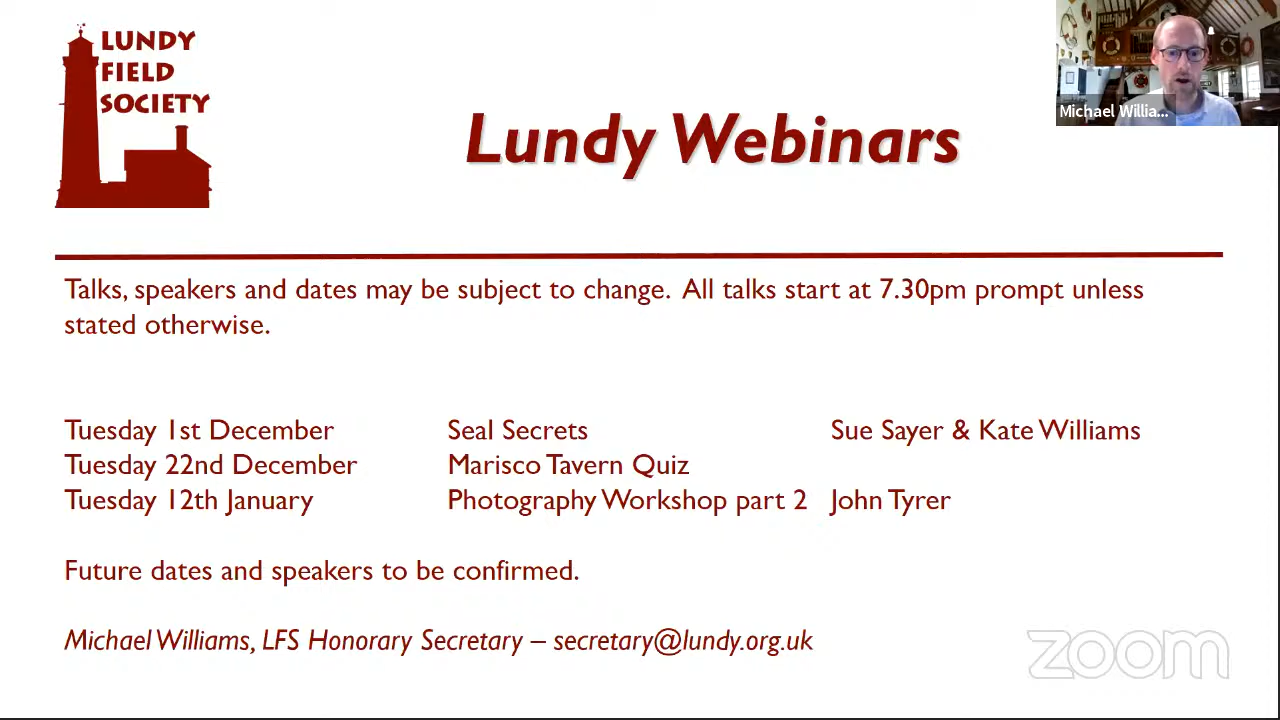 LUNDY
FIELD
SOCIETY
Lundy Webinars
Michael Willia...
Talks, speakers and dates may be subject to change. All talks start at 7.30pm prompt unless
stated otherwise.
Tuesday 1st December Seal Secrets Sue Sayer & Kate Williams
Tuesday 22nd December Marisco Tavern Quiz
Tuesday 12th January Photography Workshop part 2 John Tyrer
Future dates and speakers to be confirmed.
Michael Williams, LFS Honorary Secretary – secretary@lundy.org.uk
zoom